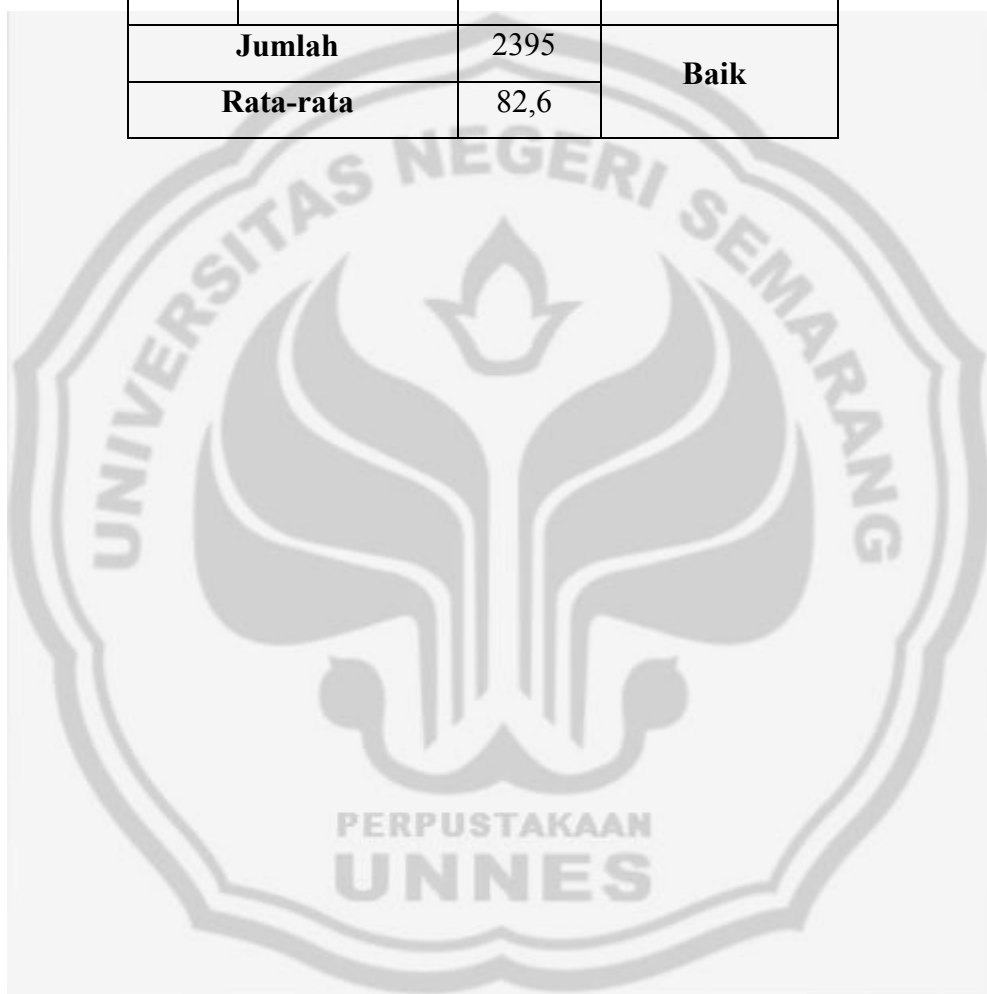 Jumlah 2395
Baik
Rata-rata 82,6
UNIVERSITAS NEGERI SEMARANG
PERPUSTAKAAN
UNNES